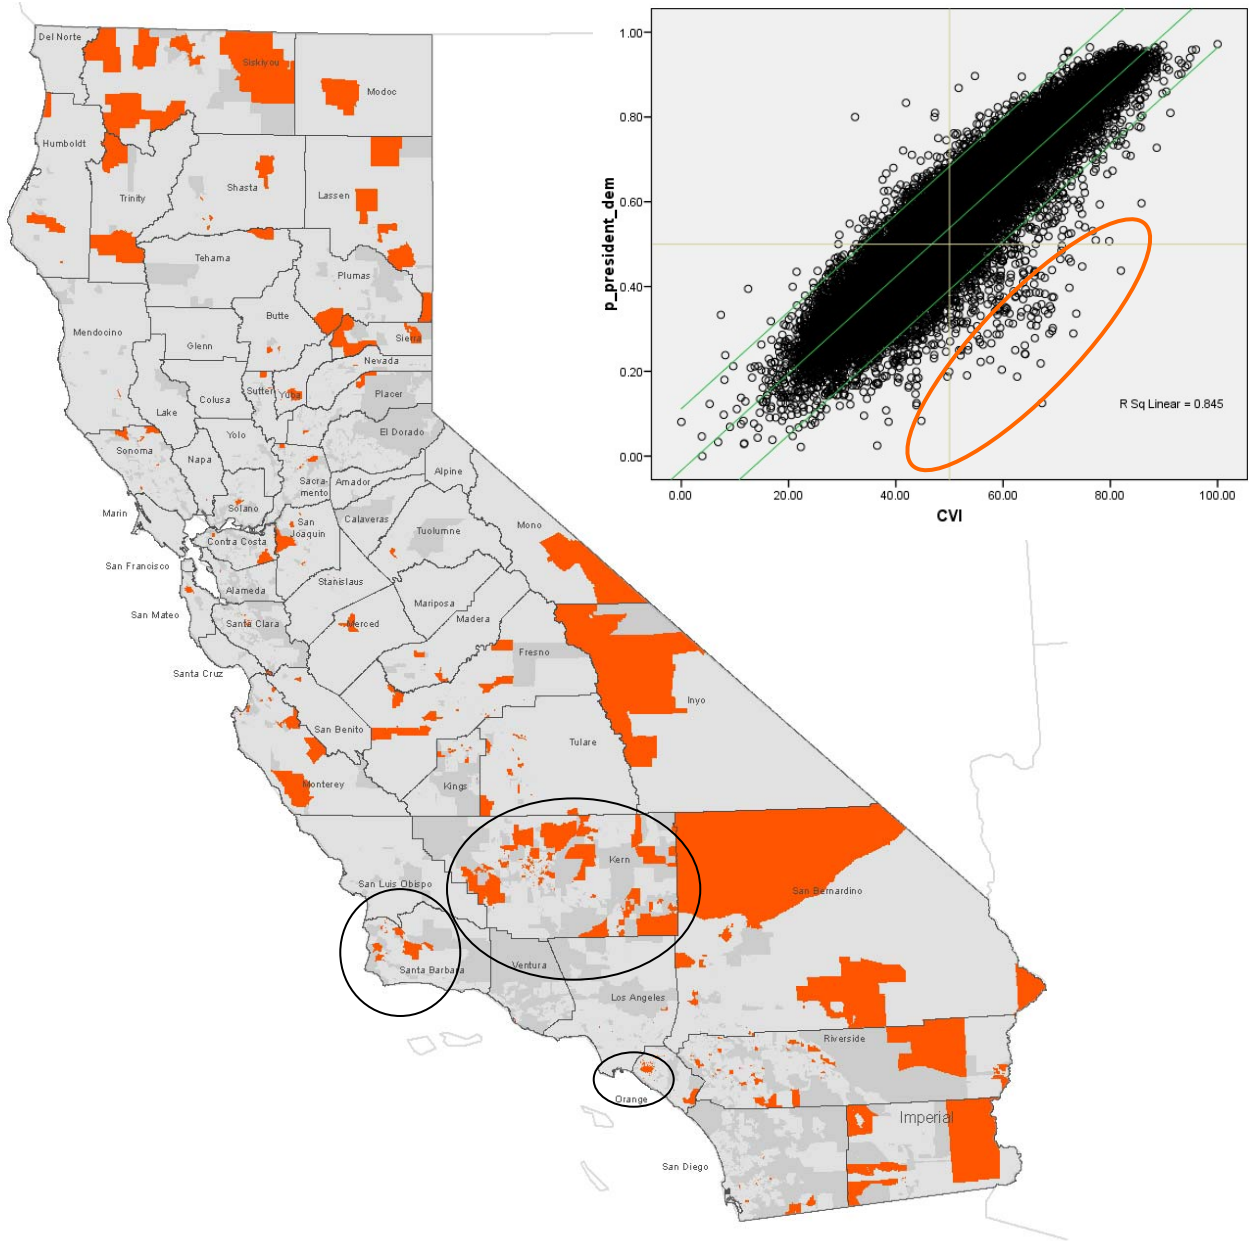 Del Norte
Siskiyou
Modoc
Humboldt
Trinity
Shasta
Lassen
Tehama
Plumas
Mendocino
Glenn
Butte
Sierra
Nevada
Lake
Colusa
Sutter
Yuba
Placer
El Dorado
Sonoma
Napa
Yolo
Sacra-
mento
Amador
Alpine
Marin
Solano
San
Joaquin
Calaveras
Tuolumne
Mono
Contra Costa
San Francisco
Alameda
Stanislaus
San Mateo
Santa Clara
Merced
Mariposa
Madera
Santa Cruz
Fresno
Inyo
San Benito
Tulare
Monterey
Kings
San Luis Obispo
Kern
San Bernardino
Santa Barbara
Ventura
Los Angeles
Riverside
Orange
Imperial
San Diego
p_president_dem
1.00
0.80
0.60
0.40
0.20
0.00
R Sq Linear = 0.845
0.00 20.00 40.00 60.00 80.00 100.00
CVI